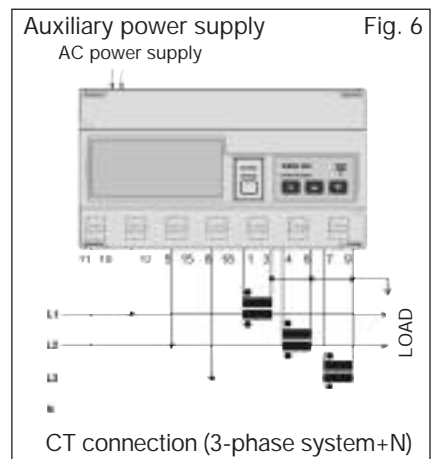 Auxiliary power supply Fig. 6
AC power supply
11 10 12 5 15 8 1 3 4 6 7 9
L1
L2
L3
LOAD
CT connection (3-phase system+N)